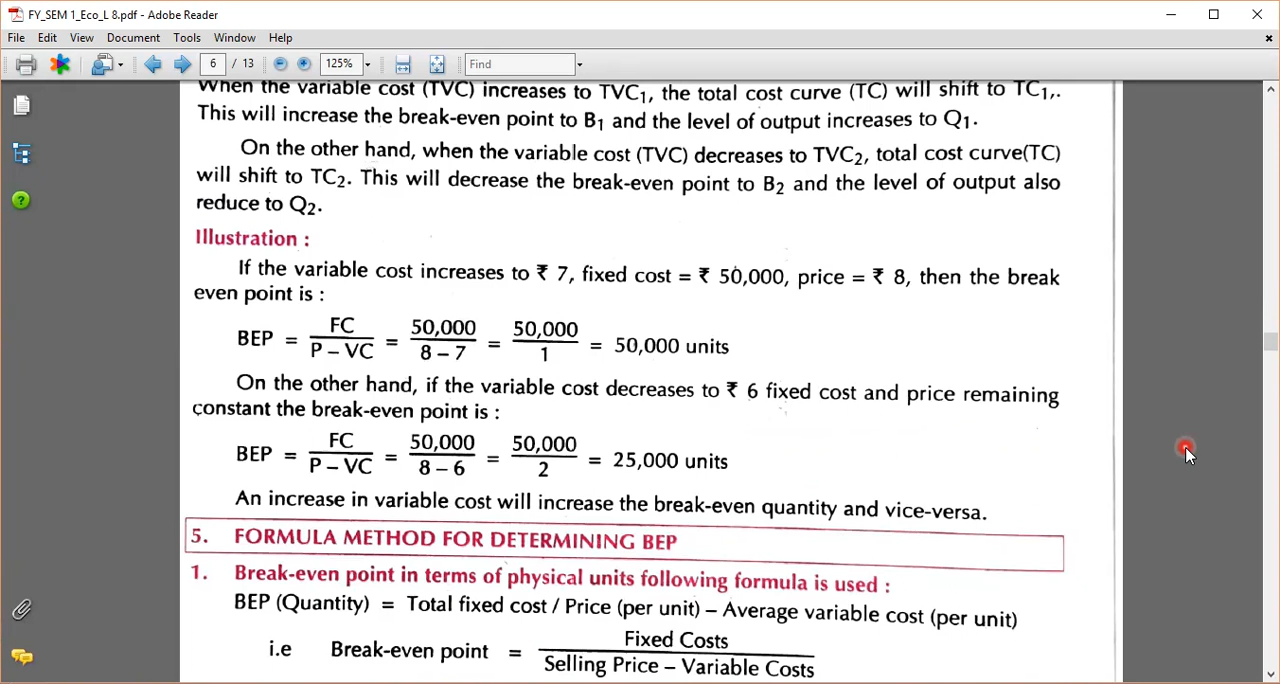 FY_SEM 1_Eco_L 8.pdf - Adobe Reader
File Edit View Document Tools Window Help
6 / 13 125% Find
When the variable cost (TVC) increases to TVC₁, the total cost curve (TC) will shift to TC₁,.
This will increase the break-even point to B₁ and the level of output increases to Q₁.
On the other hand, when the variable cost (TVC) decreases to TVC₂, total cost curve(TC)
will shift to TC₂. This will decrease the break-even point to B₂ and the level of output also
reduce to Q₂.
Illustration :
If the variable cost increases to ₹ 7, fixed cost = ₹ 50,000, price = ₹ 8, then the break
even point is :
BEP = FC / P – VC = 50,000 / 8 – 7 = 50,000 / 1 = 50,000 units
On the other hand, if the variable cost decreases to ₹ 6 fixed cost and price remaining
constant the break-even point is :
BEP = FC / P – VC = 50,000 / 8 – 6 = 50,000 / 2 = 25,000 units
An increase in variable cost will increase the break-even quantity and vice-versa.
5. FORMULA METHOD FOR DETERMINING BEP
1. Break-even point in terms of physical units following formula is used :
BEP (Quantity) = Total fixed cost / Price (per unit) – Average variable cost (per unit)
i.e Break-even point = Fixed Costs / Selling Price – Variable Costs